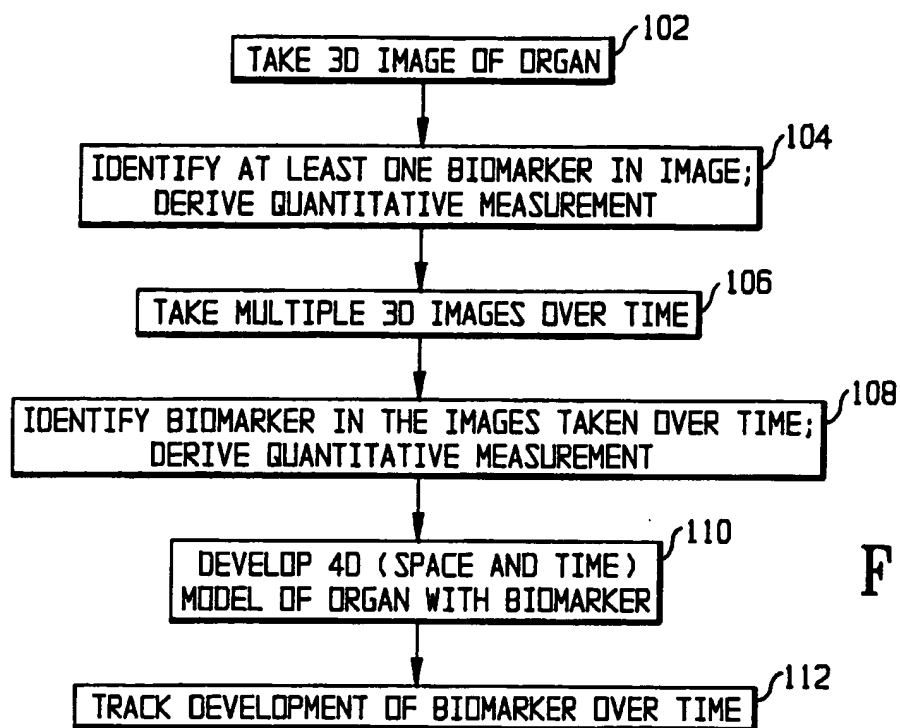 102
TAKE 3D IMAGE OF ORGAN
104
IDENTIFY AT LEAST ONE BIOMARKER IN IMAGE;
DERIVE QUANTITATIVE MEASUREMENT
106
TAKE MULTIPLE 3D IMAGES OVER TIME
108
IDENTIFY BIOMARKER IN THE IMAGES TAKEN OVER TIME;
DERIVE QUANTITATIVE MEASUREMENT
110
DEVELOP 4D (SPACE AND TIME)
MODEL OF ORGAN WITH BIOMARKER
F
112
TRACK DEVELOPMENT OF BIOMARKER OVER TIME